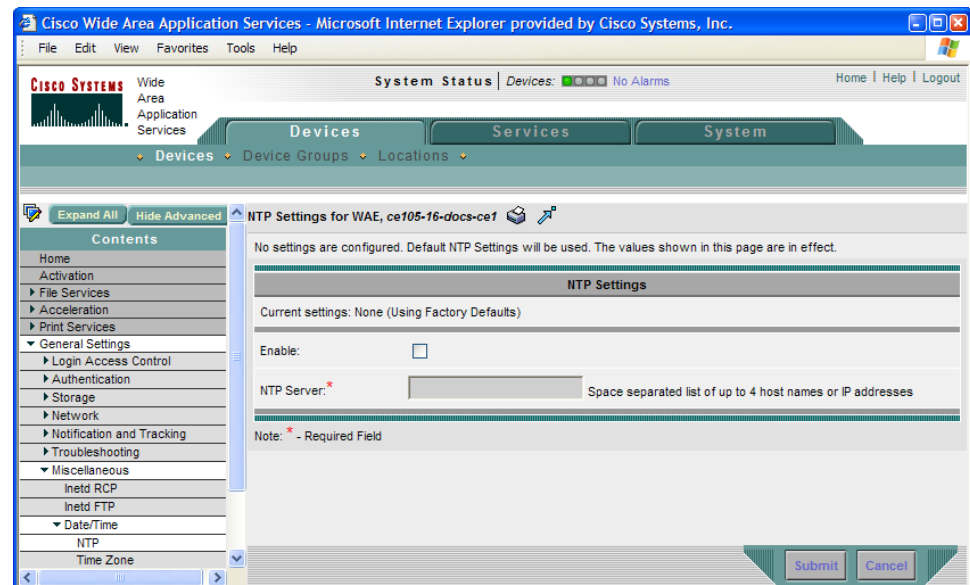 Cisco Wide Area Application Services - Microsoft Internet Explorer provided by Cisco Systems, Inc.
File Edit View Favorites Tools Help
CISCO SYSTEMS
Wide
Area
Application
Services
System Status | Devices: No Alarms
Home | Help | Logout
Devices Services System
Devices Device Groups Locations
Expand All Hide Advanced
Contents
Home
Activation
File Services
Acceleration
Print Services
General Settings
Login Access Control
Authentication
Storage
Network
Notification and Tracking
Troubleshooting
Miscellaneous
Inetd RCP
Inetd FTP
Date/Time
NTP
Time Zone
NTP Settings for WAE, ce105-16-docs-ce1
No settings are configured. Default NTP Settings will be used. The values shown in this page are in effect.
NTP Settings
Current settings: None (Using Factory Defaults)
Enable:
NTP Server:* Space separated list of up to 4 host names or IP addresses
Note: * - Required Field
Submit Cancel